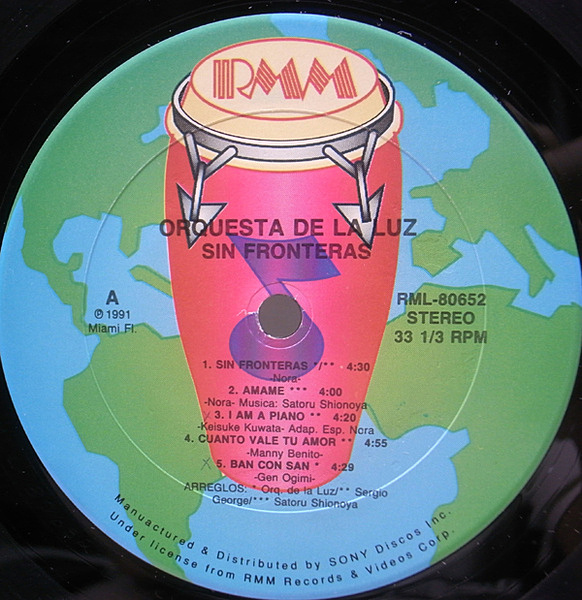 RMM
ORQUESTA DE LA LUZ
SIN FRONTERAS
A
℗ 1991
Miami Fl.
RML-80652
STEREO
33 1/3 RPM
1. SIN FRONTERAS */** 4:30
-Nora-
2. AMAME *** 4:00
-Nora- Musica: Satoru Shionoya
3. I AM A PIANO ** 4:20
-Keisuke Kuwata- Adap. Esp. Nora
4. CUANTO VALE TU AMOR ** 4:55
-Manny Benito-
5. BAN CON SAN * 4:29
-Gen Ogimi-
ARREGLOS: * Orq. de la Luz/** Sergio
George/*** Satoru Shionoya
Manuactured & Distributed by SONY Discos Inc.
Under license from RMM Records & Videos Corp.